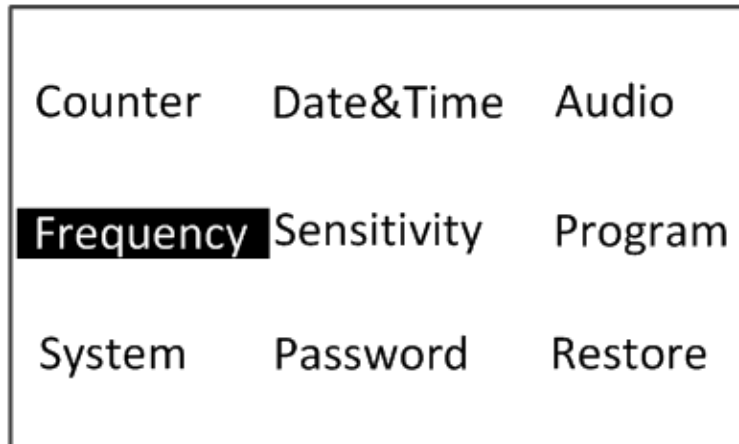 Counter Date&Time Audio
Frequency Sensitivity Program
System Password Restore